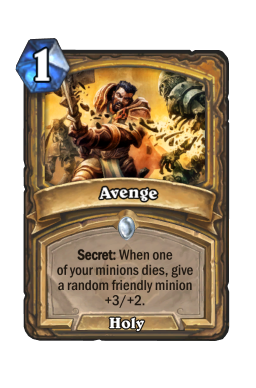 1
Avenge
Secret: When one
of your minions dies, give
a random friendly minion
+3/+2.
Holy